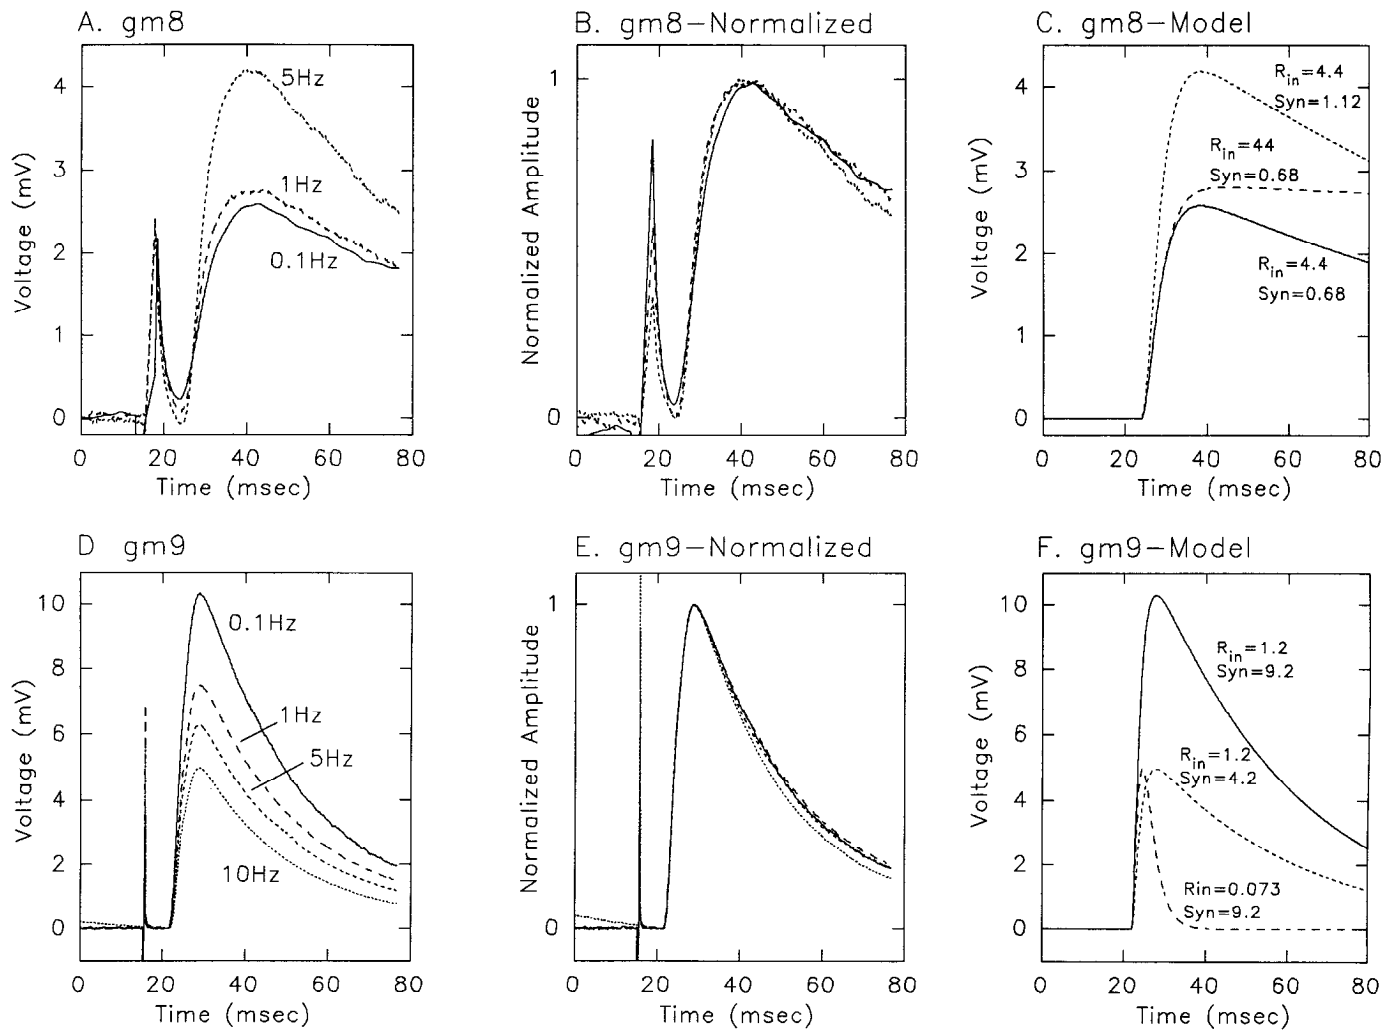 A. gm8
B. gm8-Normalized
C. gm8-Model
Voltage (mV)
4
3
2
1
0
5Hz
1Hz
0.1Hz
0 20 40 60 80
Time (msec)
Normalized Amplitude
1
0
0 20 40 60 80
Time (msec)
Voltage (mV)
4
3
2
1
0
Rin=4.4
Syn=1.12
Rin=44
Syn=0.68
Rin=4.4
Syn=0.68
0 20 40 60 80
Time (msec)
D gm9
E. gm9-Normalized
F. gm9-Model
Voltage (mV)
10
8
6
4
2
0
0.1Hz
1Hz
5Hz
10Hz
0 20 40 60 80
Time (msec)
Normalized Amplitude
1
0
0 20 40 60 80
Time (msec)
Voltage (mV)
10
8
6
4
2
0
Rin=1.2
Syn=9.2
Rin=1.2
Syn=4.2
Rin=0.073
Syn=9.2
0 20 40 60 80
Time (msec)